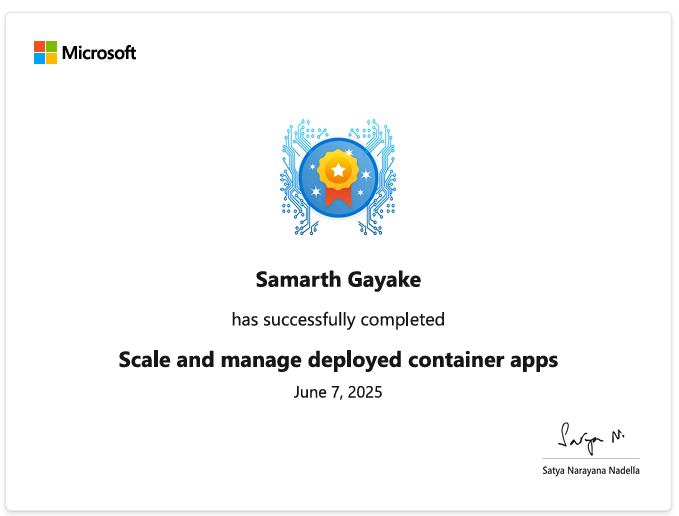 Microsoft
Samarth Gayake
has successfully completed
Scale and manage deployed container apps
June 7, 2025
Satya N.
Satya Narayana Nadella